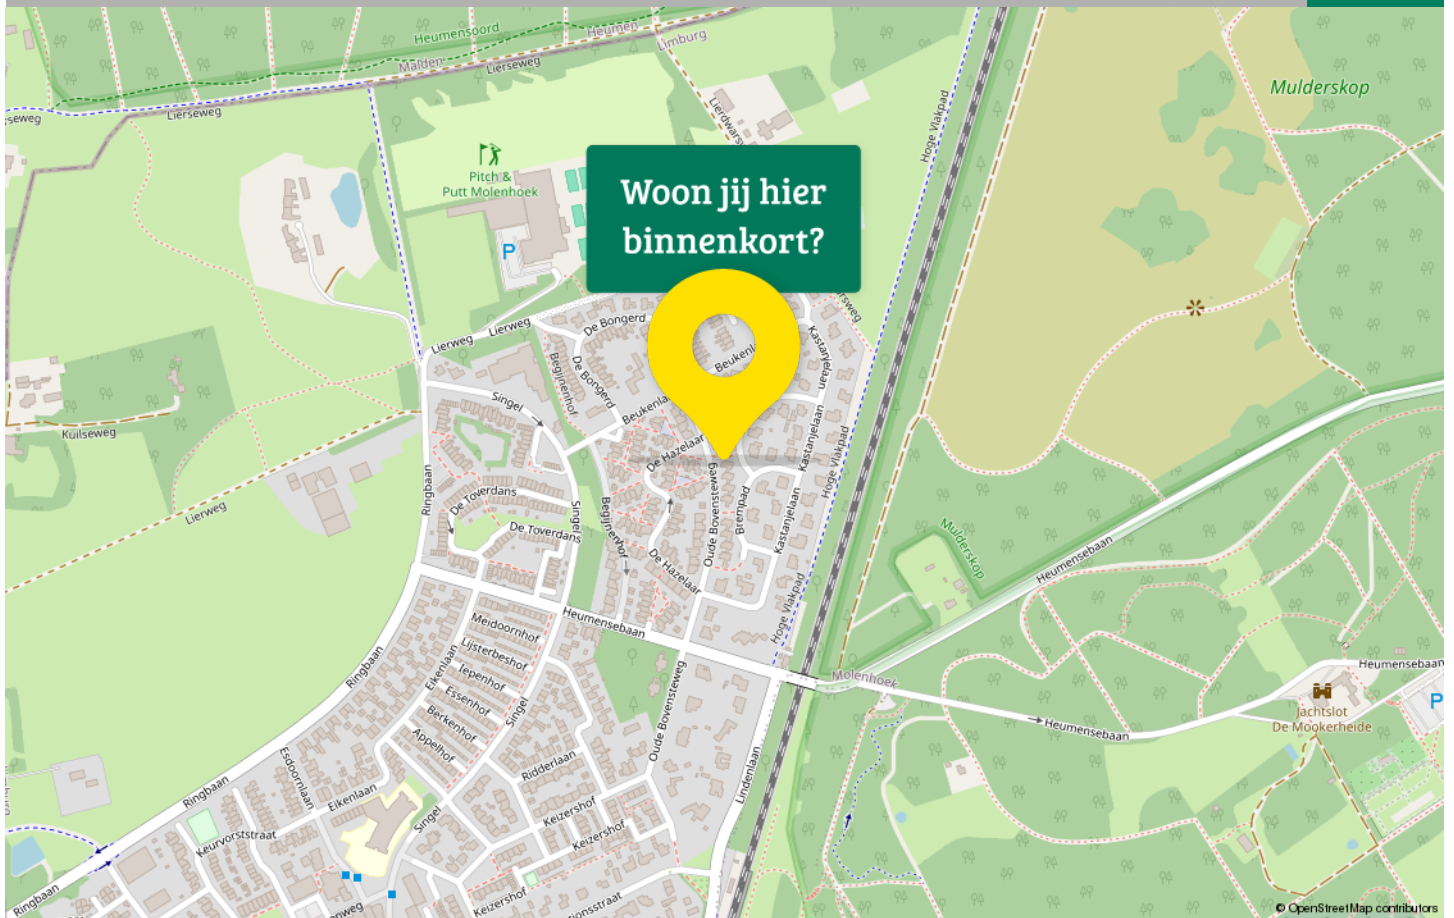 Heumensoord
Heumen
Limburg
Malden
Lierseweg
Mulderskop
Lierseweg
seweg
Hoge Vlakpad
Pitch &
Putt Molenhoek
Woon jij hier
binnenkort?
P
De Bongerd
Lierweg
Lierweg
Kastanjelaan
Begijnenhof
De Bongerd
Singel
Kuilseweg
De Hazelaar
Kastanjelaan
Hoge Vlakpad
Ringbaan
De Toverdans
Lierweg
Singel
Begijnenhof
Oude Bovensteweg
Brempad
Kastanjelaan
De Toverdans
Mulderskop
Heumensebaan
De Hazelaar
Hoge Vlakpad
Heumensebaan
Meidoornhof
Lijsterbeshof
Iepenhof
Essenhof
Berkenhof
Appelhof
Eikenlaan
Ringbaan
Singel
Oude Bovensteweg
Molenhoek
Heumensebaan
Heumensebaan
Jachtslot
De Mookerheide
P
Esdoornlaan
Ridderlaan
Lindenlaan
Ringbaan
Eikenlaan
Singel
Keizershof
Keizershof
Keurvorststraat
Keizershof
Ringbaan
© OpenStreetMap contributors